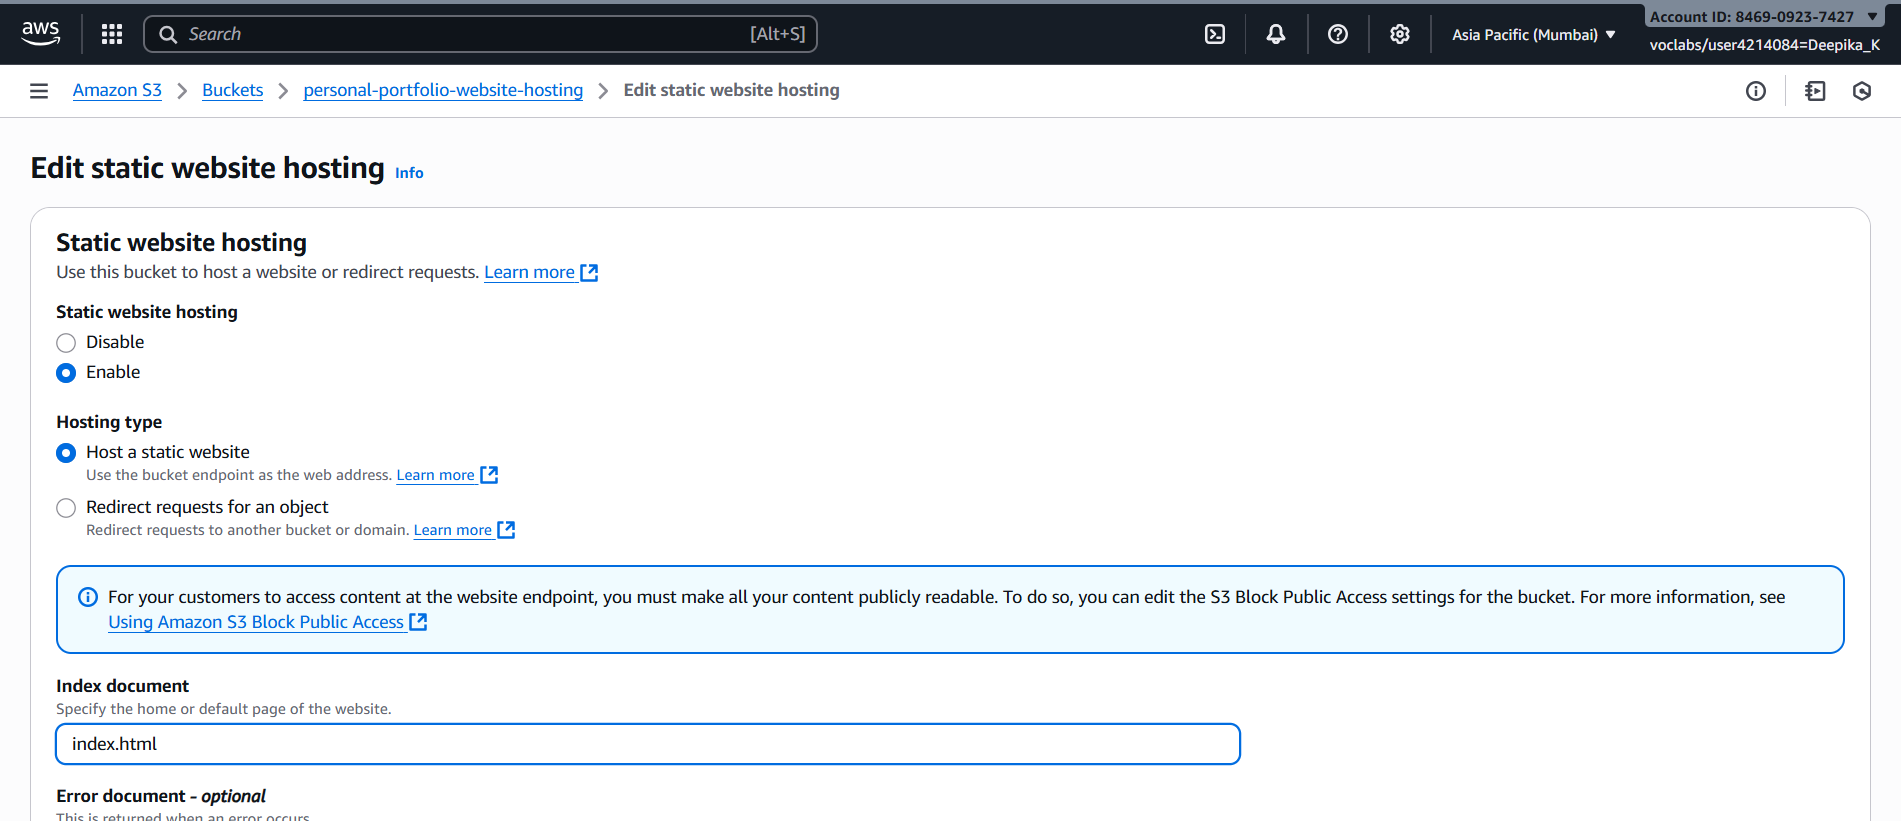 aws
Search [Alt+S]
Asia Pacific (Mumbai) ▼
Account ID: 8469-0923-7427 ▼
voclabs/user4214084=Deepika_K
Amazon S3 > Buckets > personal-portfolio-website-hosting > Edit static website hosting
Edit static website hosting Info
Static website hosting
Use this bucket to host a website or redirect requests. Learn more
Static website hosting
Disable
Enable
Hosting type
Host a static website
Use the bucket endpoint as the web address. Learn more
Redirect requests for an object
Redirect requests to another bucket or domain. Learn more
For your customers to access content at the website endpoint, you must make all your content publicly readable. To do so, you can edit the S3 Block Public Access settings for the bucket. For more information, see
Using Amazon S3 Block Public Access
Index document
Specify the home or default page of the website.
index.html
Error document - optional
This is returned when an error occurs.